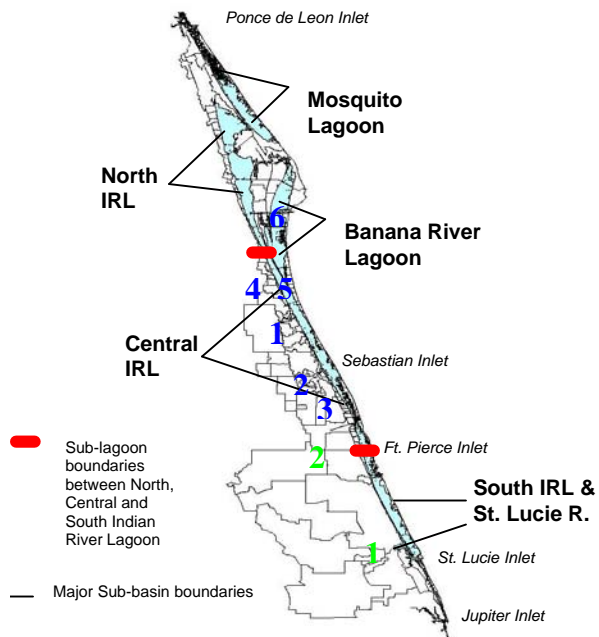 Ponce de Leon Inlet
Mosquito
Lagoon
North
IRL
6
Banana River
Lagoon
4
5
1
Central
IRL
Sebastian Inlet
2
3
Sub-lagoon
boundaries
between North,
Central and
South Indian
River Lagoon
2
Ft. Pierce Inlet
South IRL &
St. Lucie R.
1
St. Lucie Inlet
Major Sub-basin boundaries
Jupiter Inlet